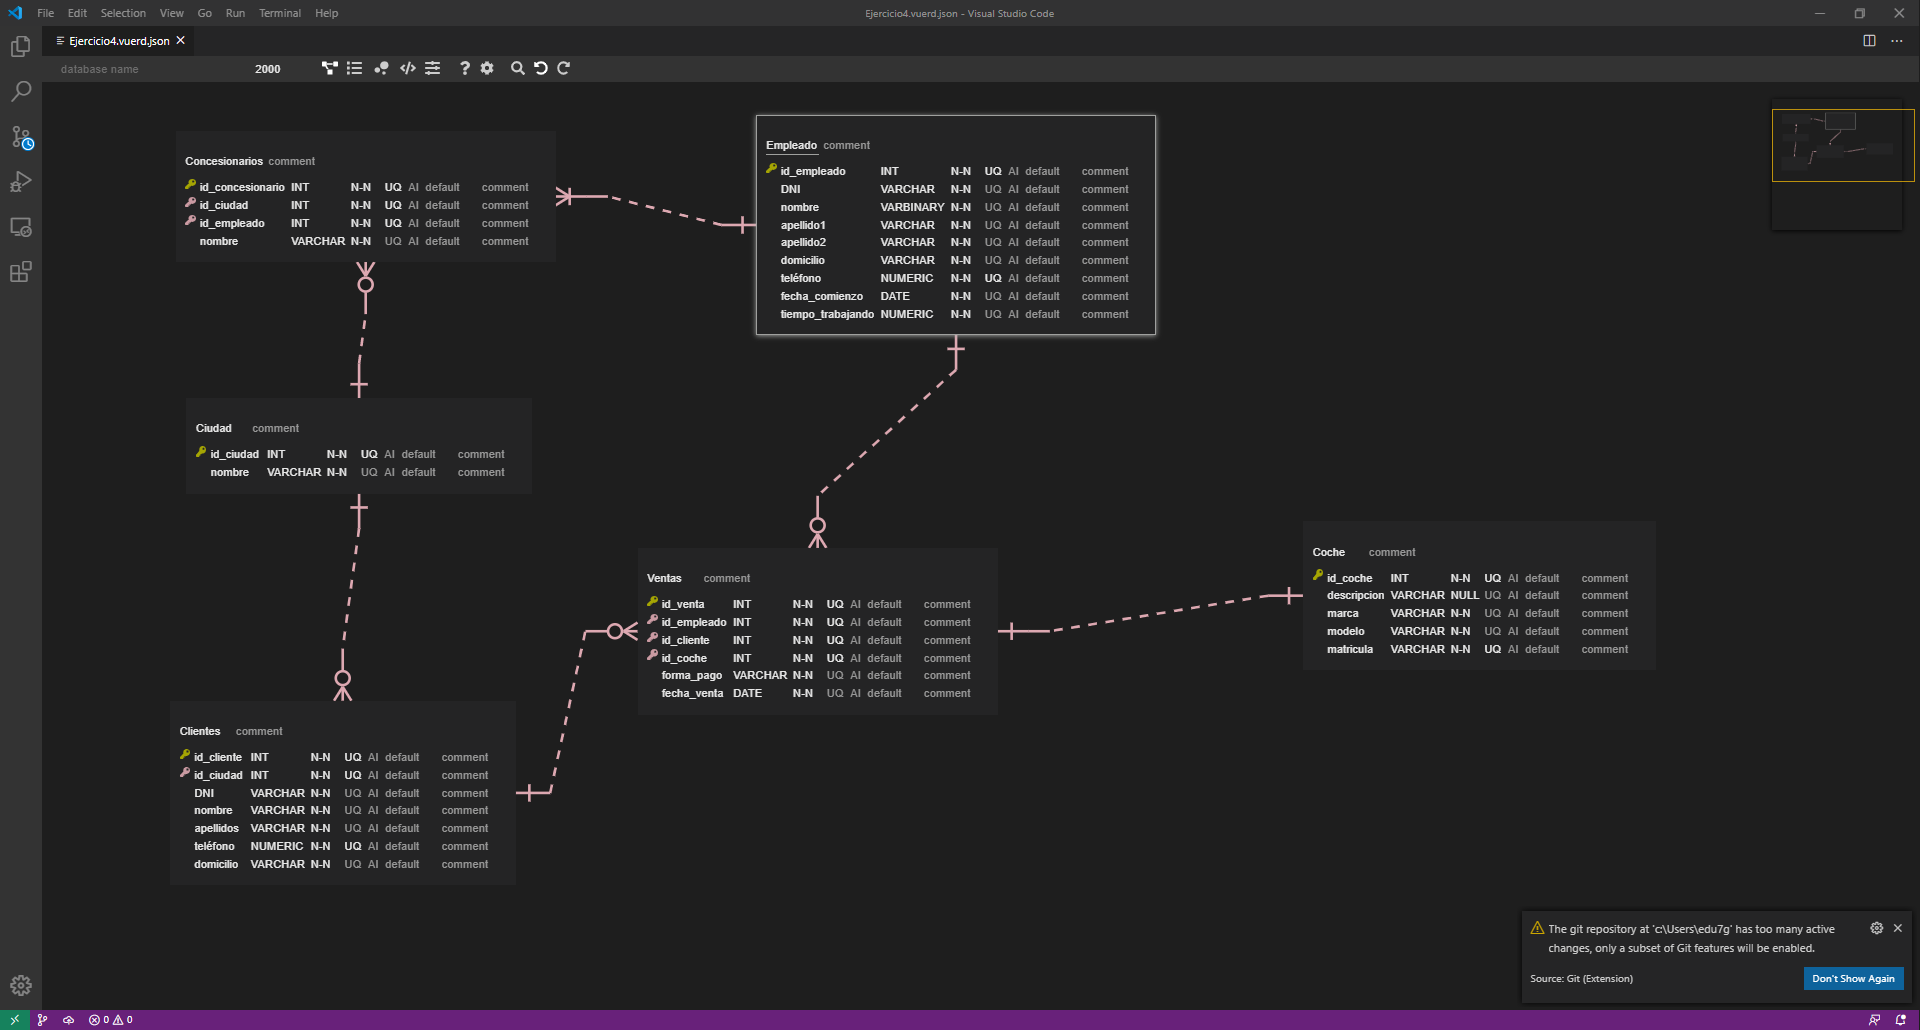 File Edit Selection View Go Run Terminal Help
Ejercicio4.vuerd.json - Visual Studio Code
Ejercicio4.vuerd.json
database name 2000
Concesionarios comment
id_concesionario INT N-N UQ AI default comment
id_ciudad INT N-N UQ AI default comment
id_empleado INT N-N UQ AI default comment
nombre VARCHAR N-N UQ AI default comment
Empleado comment
id_empleado INT N-N UQ AI default comment
DNI VARCHAR N-N UQ AI default comment
nombre VARBINARY N-N UQ AI default comment
apellido1 VARCHAR N-N UQ AI default comment
apellido2 VARCHAR N-N UQ AI default comment
domicilio VARCHAR N-N UQ AI default comment
teléfono NUMERIC N-N UQ AI default comment
fecha_comienzo DATE N-N UQ AI default comment
tiempo_trabajando NUMERIC N-N UQ AI default comment
Ciudad comment
id_ciudad INT N-N UQ AI default comment
nombre VARCHAR N-N UQ AI default comment
Ventas comment
id_venta INT N-N UQ AI default comment
id_empleado INT N-N UQ AI default comment
id_cliente INT N-N UQ AI default comment
id_coche INT N-N UQ AI default comment
forma_pago VARCHAR N-N UQ AI default comment
fecha_venta DATE N-N UQ AI default comment
Coche comment
id_coche INT N-N UQ AI default comment
descripcion VARCHAR NULL UQ AI default comment
marca VARCHAR N-N UQ AI default comment
modelo VARCHAR N-N UQ AI default comment
matricula VARCHAR N-N UQ AI default comment
Clientes comment
id_cliente INT N-N UQ AI default comment
id_ciudad INT N-N UQ AI default comment
DNI VARCHAR N-N UQ AI default comment
nombre VARCHAR N-N UQ AI default comment
apellidos VARCHAR N-N UQ AI default comment
teléfono NUMERIC N-N UQ AI default comment
domicilio VARCHAR N-N UQ AI default comment
The git repository at 'c:\Users\edu7g' has too many active
changes, only a subset of Git features will be enabled.
Source: Git (Extension)
Don't Show Again
0 0